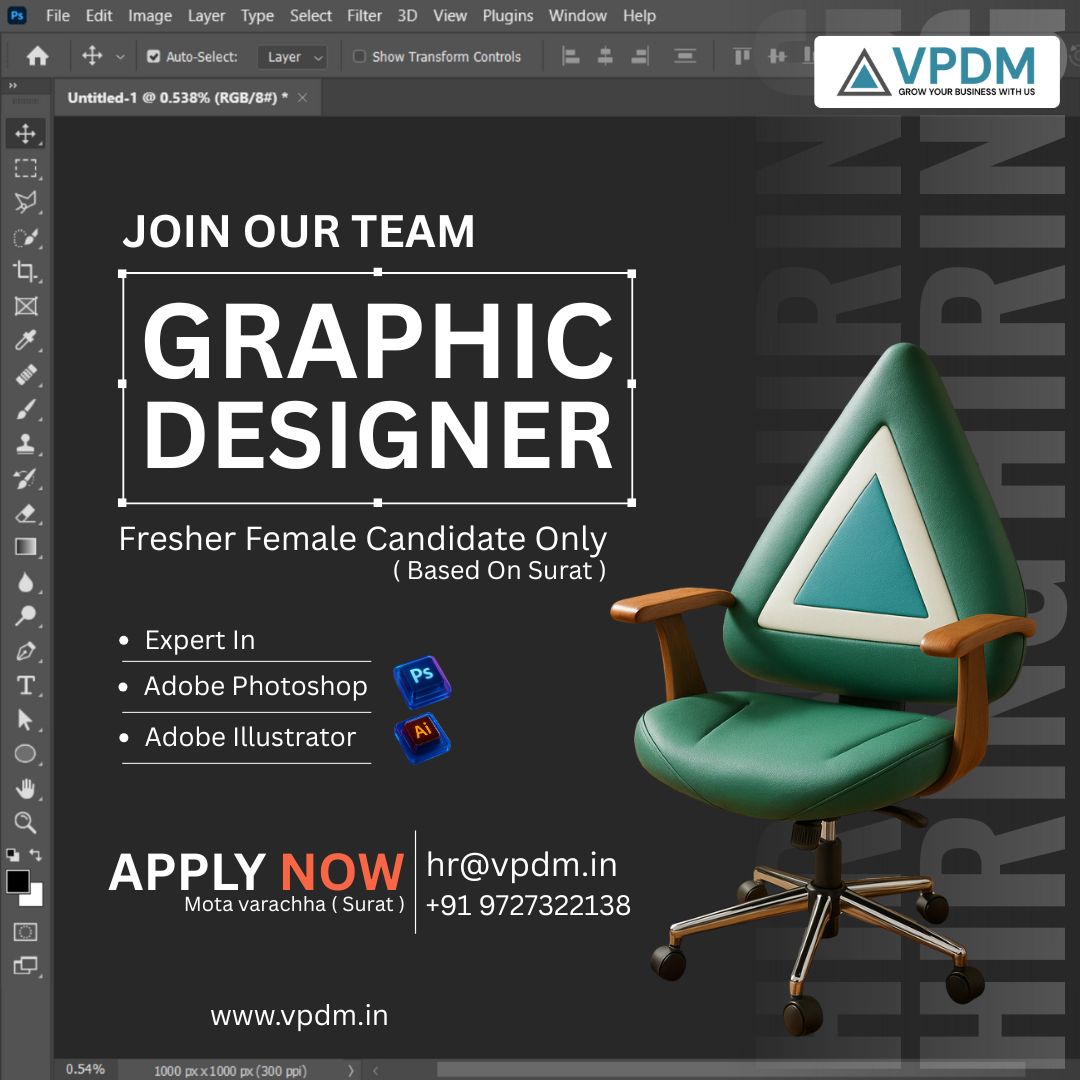 File Edit Image Layer Type Select Filter 3D View Plugins Window Help
Auto-Select: Layer Show Transform Controls
VPDM
GROW YOUR BUSINESS WITH US
Untitled-1 @ 0.538% (RGB/8#) *
JOIN OUR TEAM
GRAPHIC
DESIGNER
Fresher Female Candidate Only
( Based On Surat )
• Expert In
• Adobe Photoshop
Ps
• Adobe Illustrator
Ai
APPLY NOW
Mota varachha ( Surat )
hr@vpdm.in
+91 9727322138
www.vpdm.in
0.54% 1000 px x 1000 px (300 ppi)
HIRING
HIRING